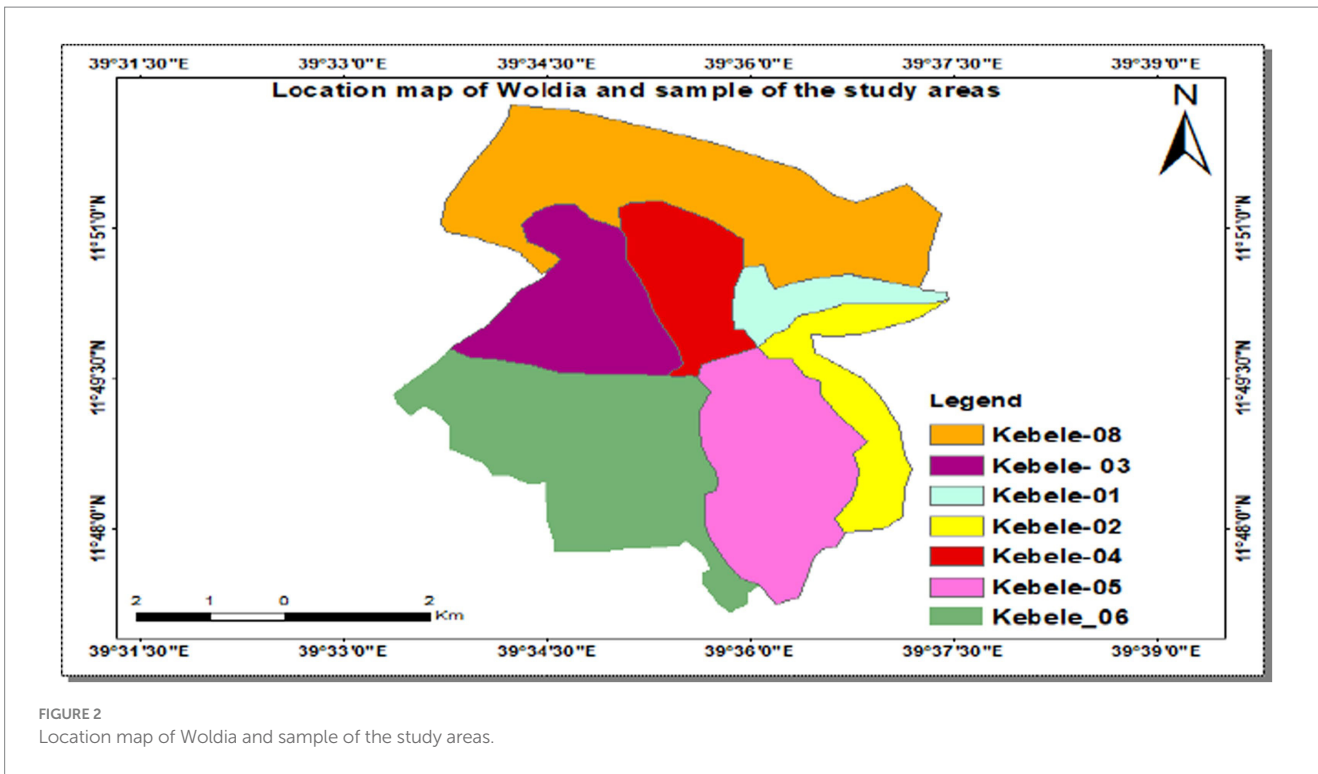 39°31'30"E 39°33'0"E 39°34'30"E 39°36'0"E 39°37'30"E 39°39'0"E
Location map of Woldia and sample of the study areas
N
11°51'0"N
11°51'0"N
11°49'30"N
11°49'30"N
11°48'0"N
11°48'0"N
Legend
Kebele-08
Kebele- 03
Kebele-01
Kebele-02
Kebele-04
Kebele-05
Kebele_06
2 1 0 2
Km
39°31'30"E 39°33'0"E 39°34'30"E 39°36'0"E 39°37'30"E 39°39'0"E
FIGURE 2
Location map of Woldia and sample of the study areas.